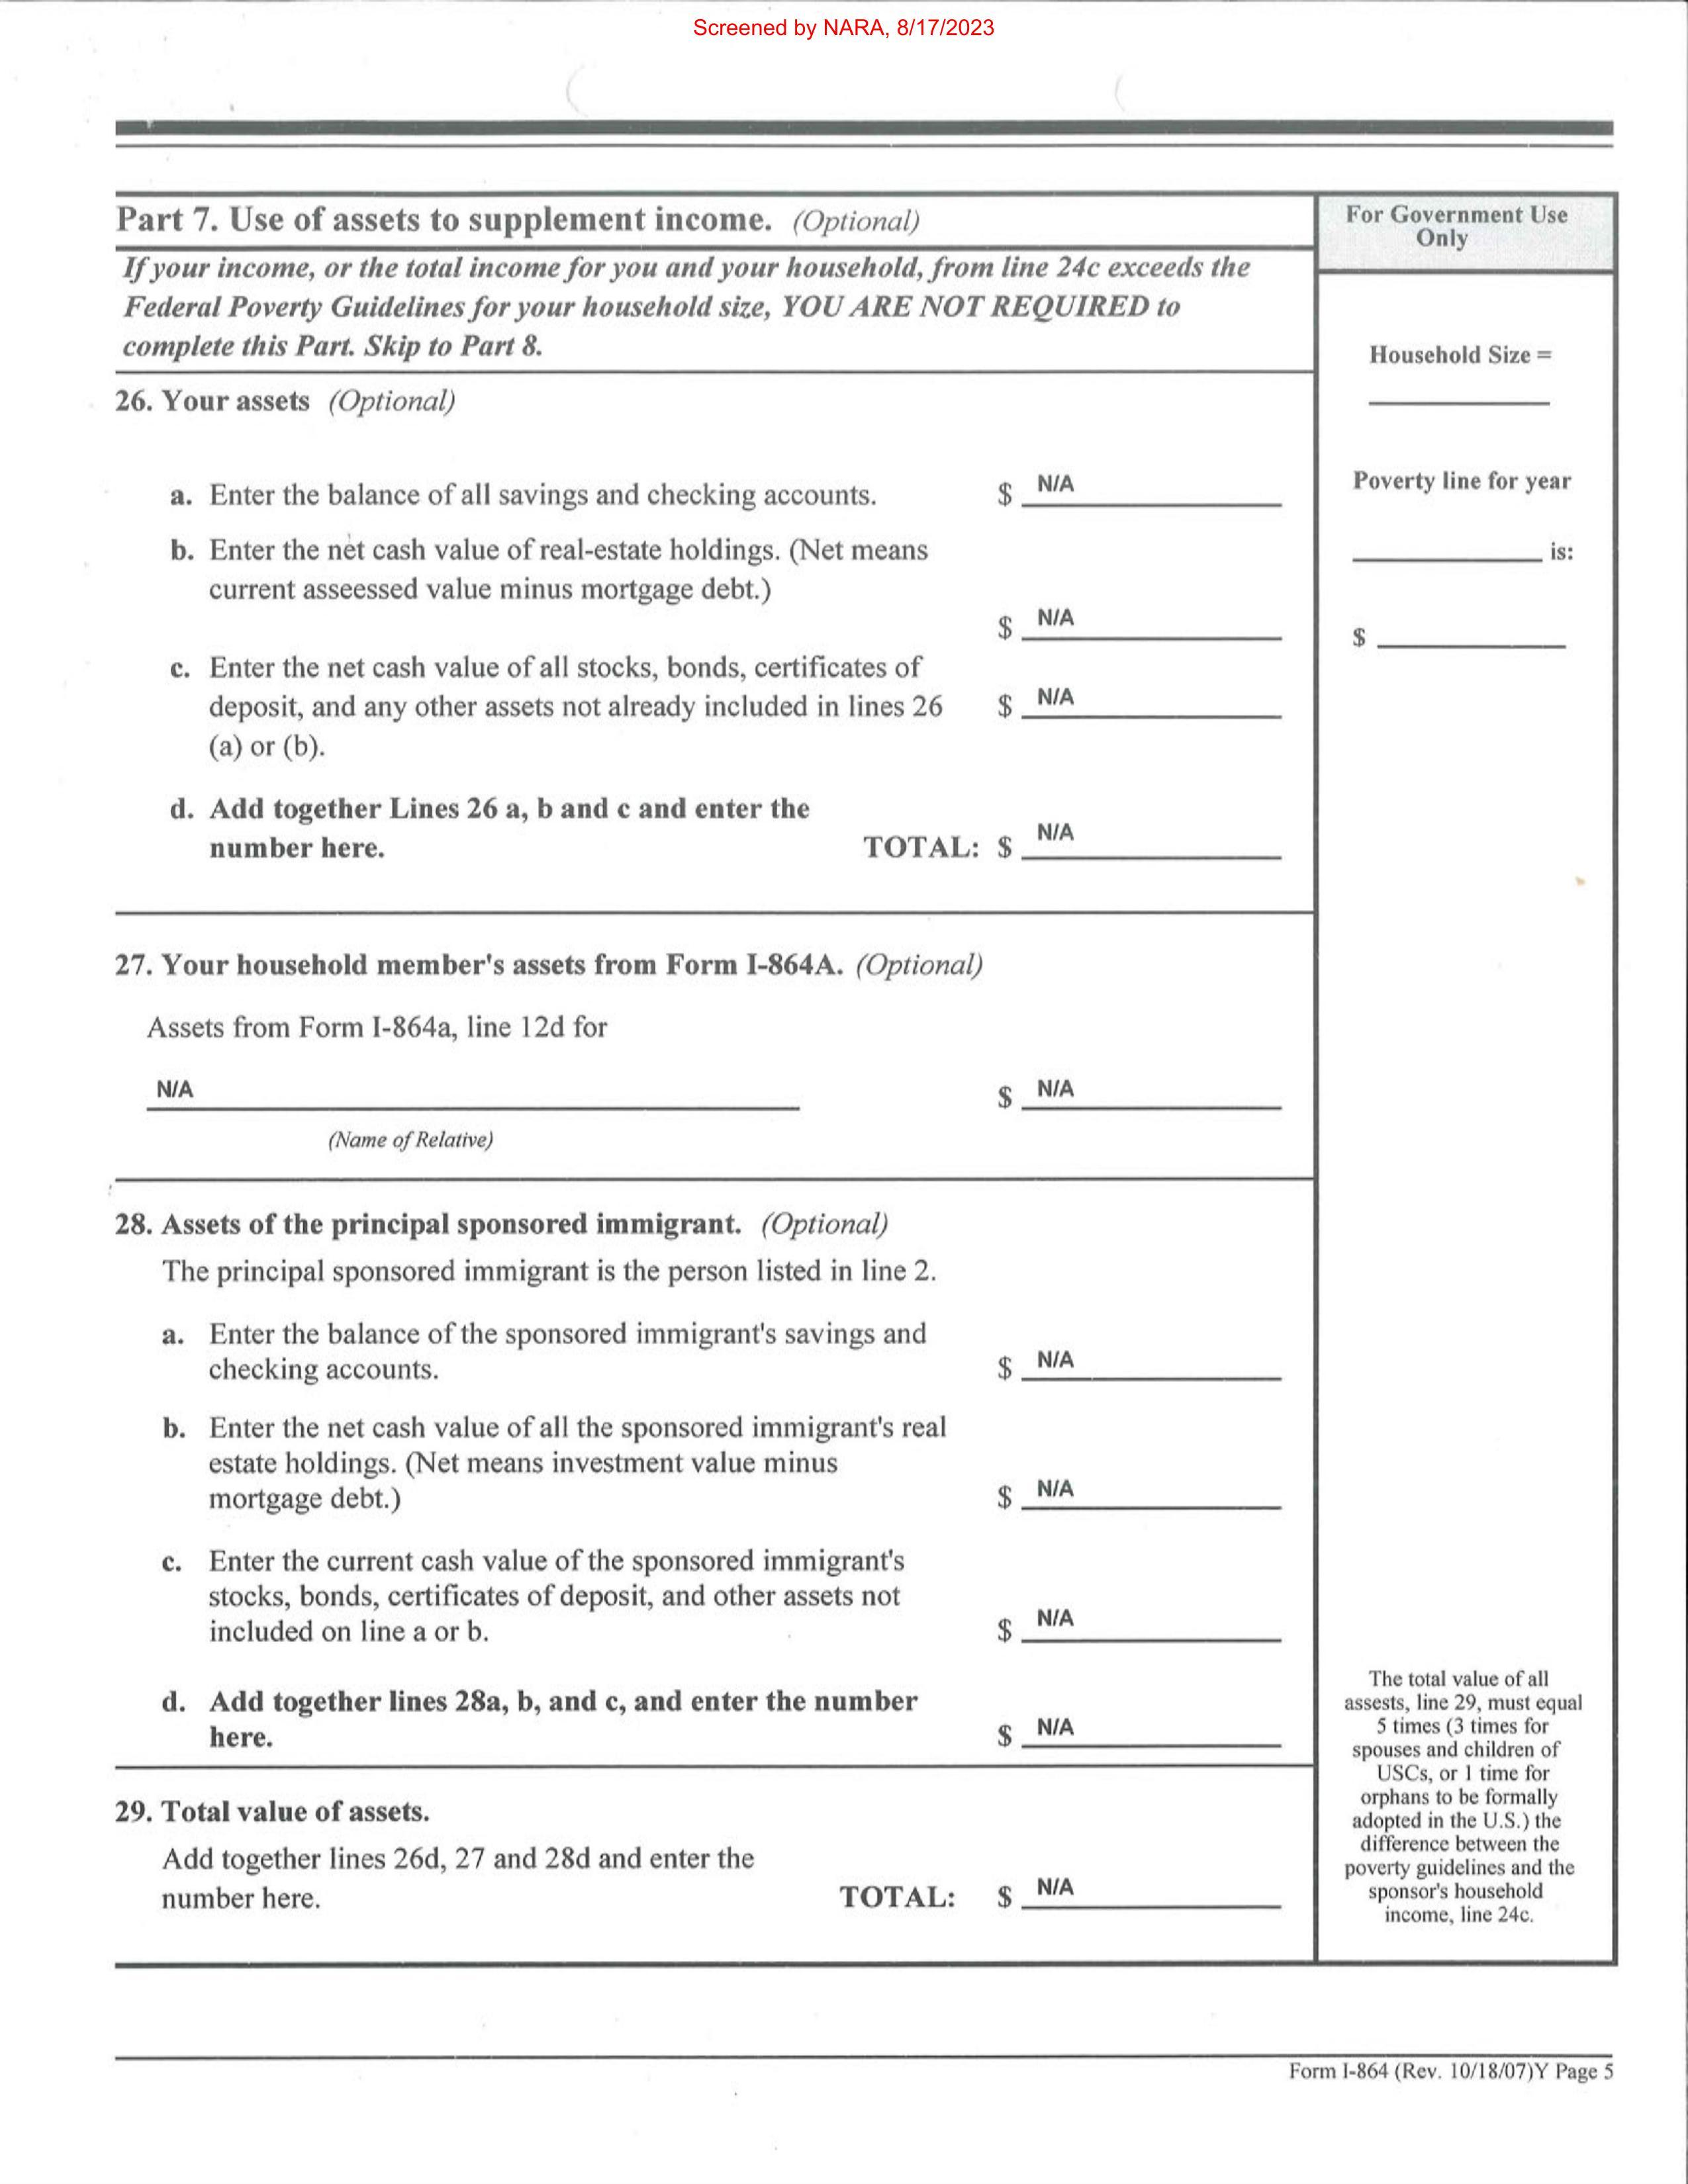 Screened by NARA, 8/17/2023
Part 7. Use of assets to supplement income. (Optional)
If your income, or the total income for you and your household, from line 24c exceeds the
Federal Poverty Guidelines for your household size, YOU ARE NOT REQUIRED to
complete this Part. Skip to Part 8.
26. Your assets (Optional)
a. Enter the balance of all savings and checking accounts. $ N/A
b. Enter the net cash value of real-estate holdings. (Net means
current asseessed value minus mortgage debt.)
$ N/A
c. Enter the net cash value of all stocks, bonds, certificates of
deposit, and any other assets not already included in lines 26 $ N/A
(a) or (b).
d. Add together Lines 26 a, b and c and enter the
number here. TOTAL: $ N/A
27. Your household member's assets from Form I-864A. (Optional)
Assets from Form I-864a, line 12d for
N/A $ N/A
(Name of Relative)
28. Assets of the principal sponsored immigrant. (Optional)
The principal sponsored immigrant is the person listed in line 2.
a. Enter the balance of the sponsored immigrant's savings and
checking accounts. $ N/A
b. Enter the net cash value of all the sponsored immigrant's real
estate holdings. (Net means investment value minus
mortgage debt.) $ N/A
c. Enter the current cash value of the sponsored immigrant's
stocks, bonds, certificates of deposit, and other assets not
included on line a or b. $ N/A
d. Add together lines 28a, b, and c, and enter the number
here. $ N/A
29. Total value of assets.
Add together lines 26d, 27 and 28d and enter the
number here. TOTAL: $ N/A
For Government Use
Only
Household Size =
Poverty line for year
is:
$
The total value of all
assests, line 29, must equal
5 times (3 times for
spouses and children of
USCs, or 1 time for
orphans to be formally
adopted in the U.S.) the
difference between the
poverty guidelines and the
sponsor's household
income, line 24c.
Form I-864 (Rev. 10/18/07)Y Page 5